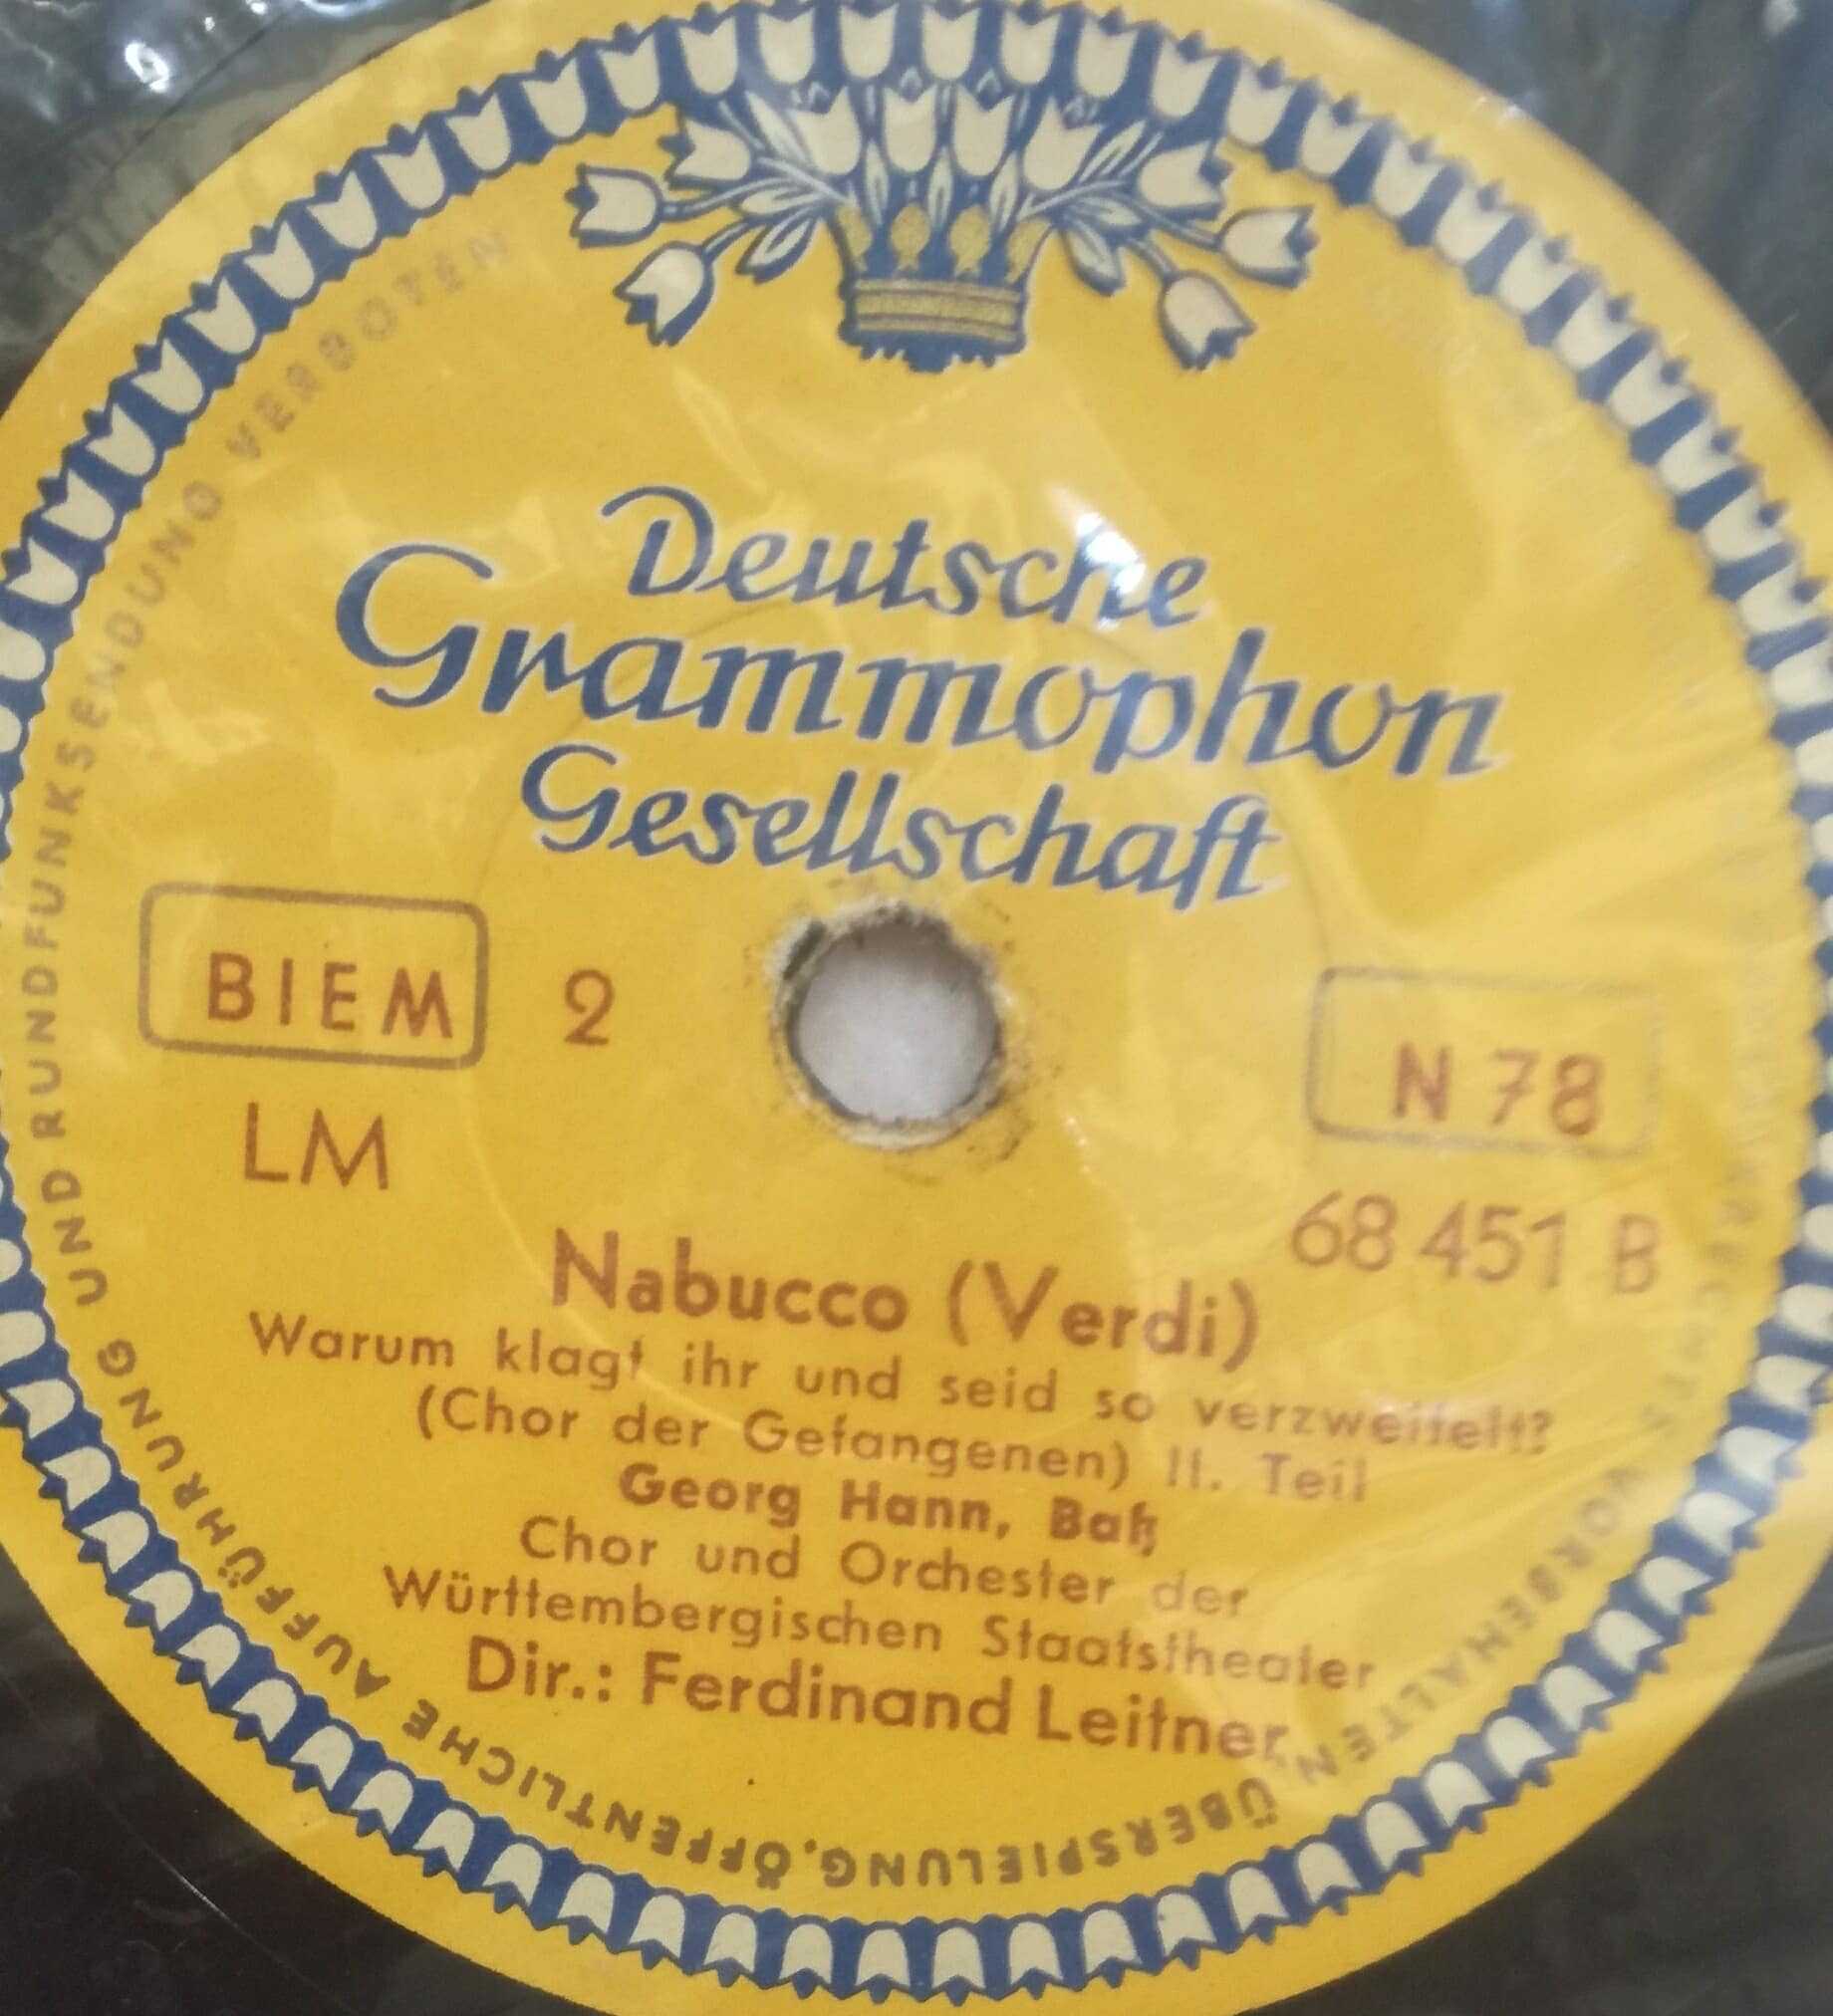 Deutsche
Grammophon
Gesellschaft
BIEM 2
N 78
LM
68 451 B
Nabucco (Verdi)
Warum klagt ihr und seid so verzweifelt?
(Chor der Gefangenen) II. Teil
Georg Hann, Baß
Chor und Orchester der
Württembergischen Staatstheater
Dir.: Ferdinand Leitner
VORBEHALTEN, ÜBERSPIELUNG, ÖFFENTLICHE AUFFÜHRUNG UND RUNDFUNKSENDUNG VERBOTEN